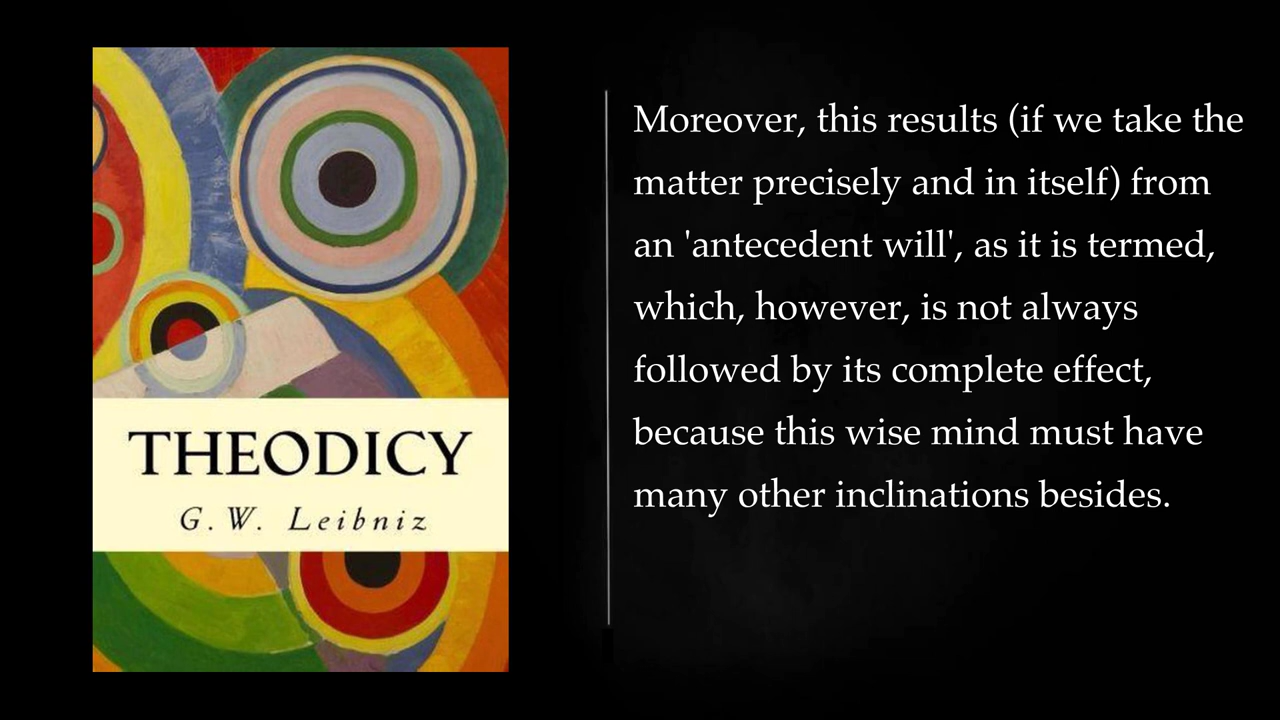 THEODICY
G.W. Leibniz
Moreover, this results (if we take the
matter precisely and in itself) from
an 'antecedent will', as it is termed,
which, however, is not always
followed by its complete effect,
because this wise mind must have
many other inclinations besides.